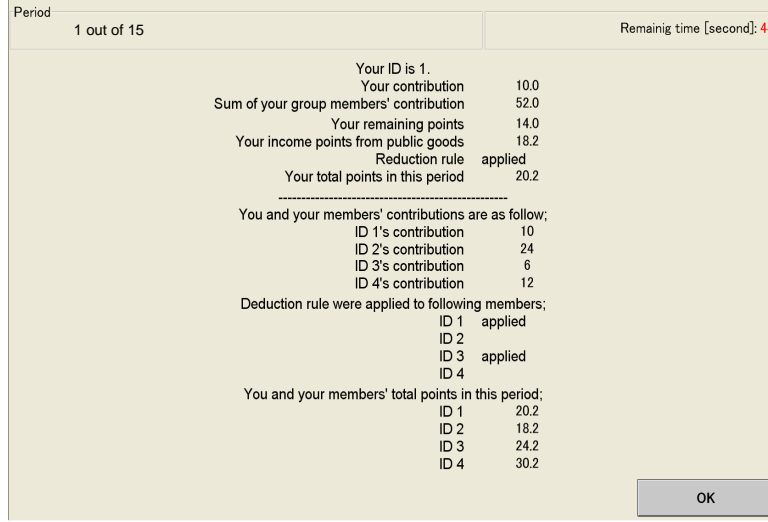 Period
1 out of 15 Remainig time [second]: 4
Your ID is 1.
Your contribution 10.0
Sum of your group members' contribution 52.0
Your remaining points 14.0
Your income points from public goods 18.2
Reduction rule applied
Your total points in this period 20.2
----------------------------------------------------
You and your members' contributions are as follow;
ID 1's contribution 10
ID 2's contribution 24
ID 3's contribution 6
ID 4's contribution 12
Deduction rule were applied to following members;
ID 1 applied
ID 2
ID 3 applied
ID 4
You and your members' total points in this period;
ID 1 20.2
ID 2 18.2
ID 3 24.2
ID 4 30.2
OK